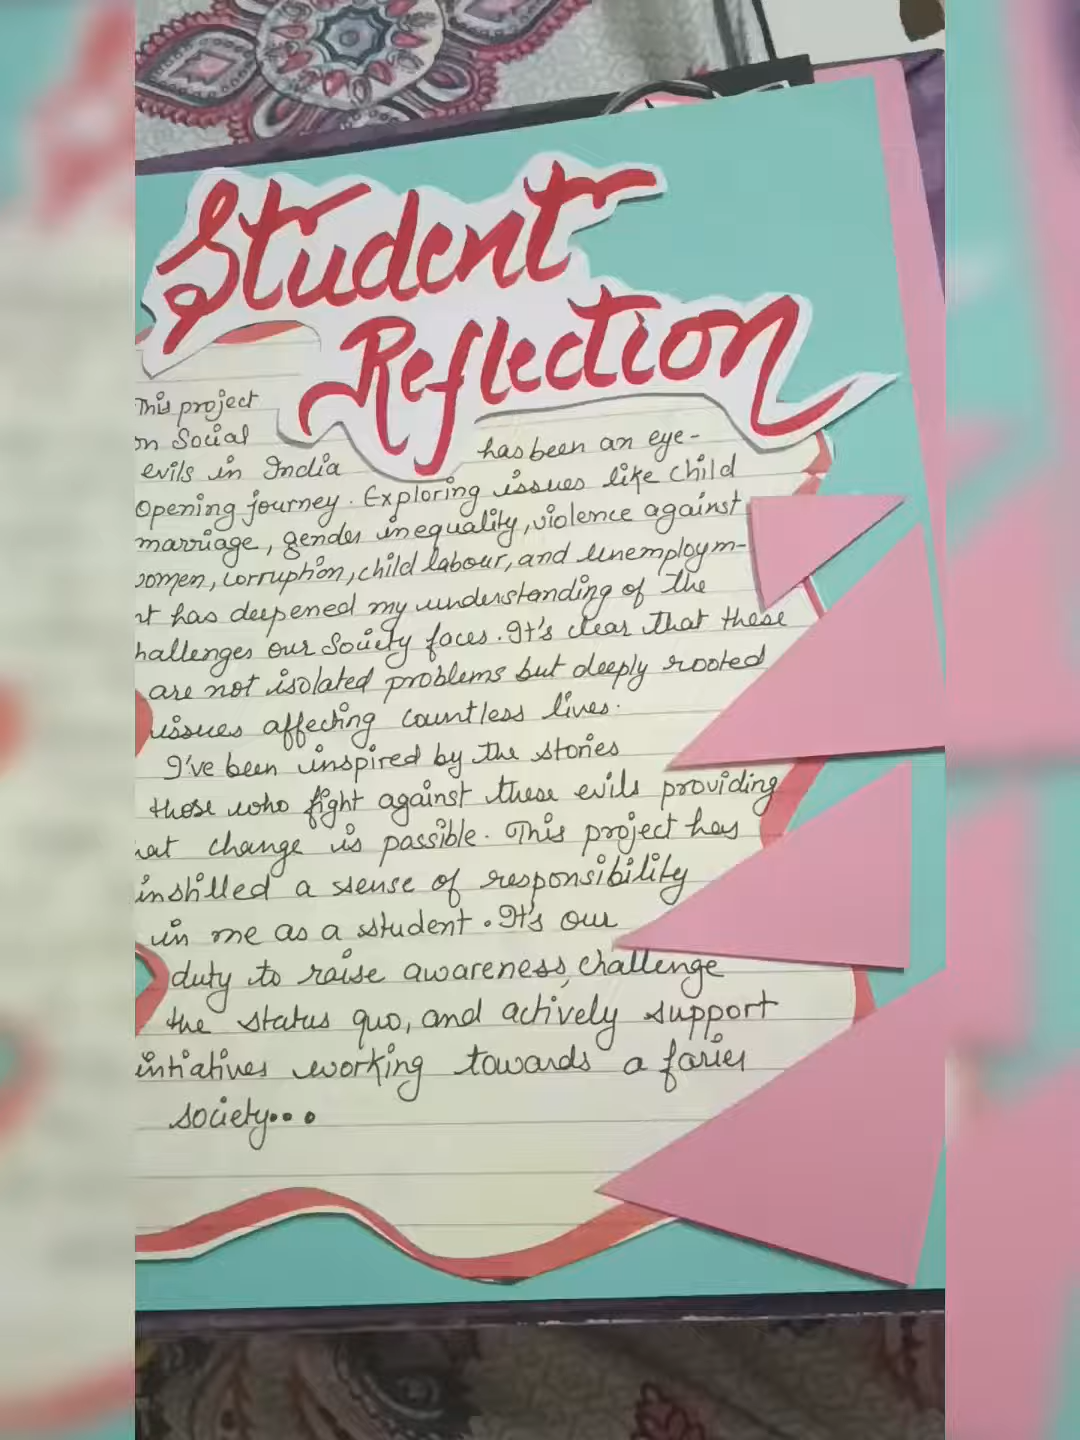 Student
Reflection
This project
on Social
has been an eye-
evils in India
opening journey. Exploring issues like child
marriage, gender inequality, violence against
women, corruption, child labour, and unemploym-
nt has deepened my understanding of the
hallenges our Society faces. It's clear that these
are not isolated problems but deeply rooted
issues affecting countless lives.
I've been inspired by the stories
those who fight against these evils providing
hat change is possible. This project has
instilled a sense of responsibility
in me as a student. It's our
duty to raise awareness, challenge
the status quo, and actively support
intiatives working towards a farier
society...